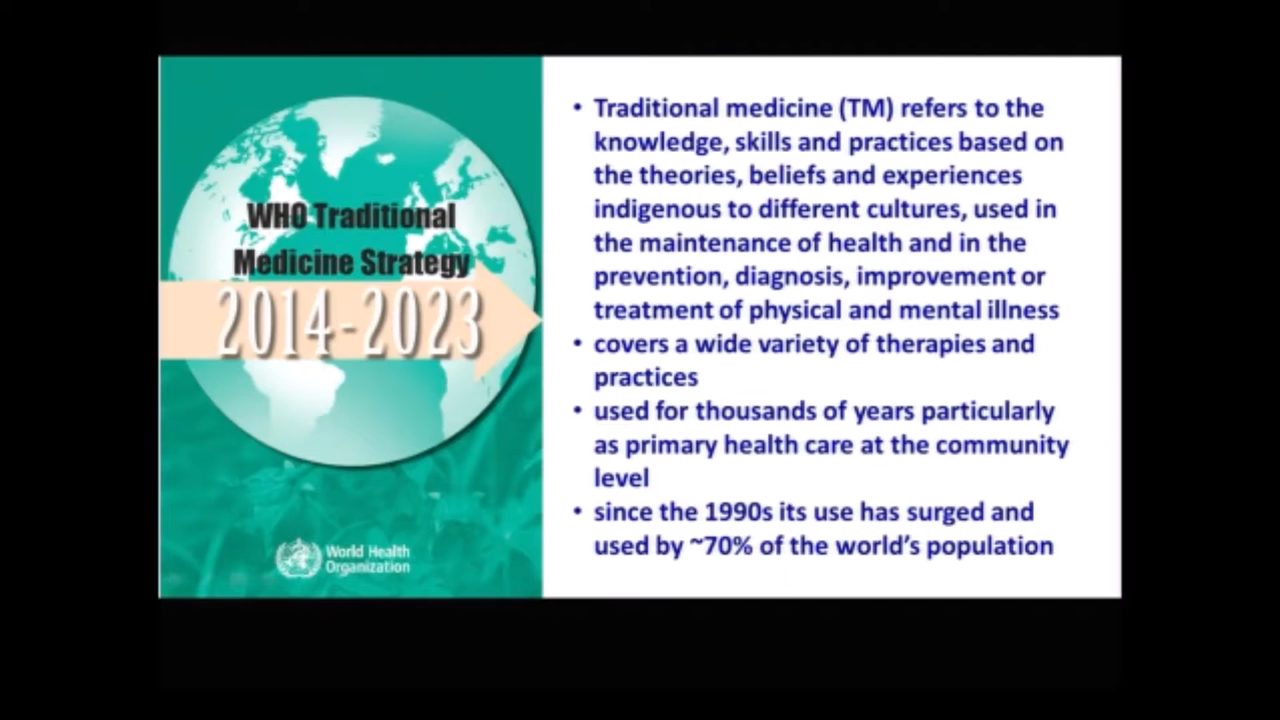 WHO Traditional
Medicine Strategy
2014-2023
World Health
Organization
• Traditional medicine (TM) refers to the
knowledge, skills and practices based on
the theories, beliefs and experiences
indigenous to different cultures, used in
the maintenance of health and in the
prevention, diagnosis, improvement or
treatment of physical and mental illness
• covers a wide variety of therapies and
practices
• used for thousands of years particularly
as primary health care at the community
level
• since the 1990s its use has surged and
used by ~70% of the world's population